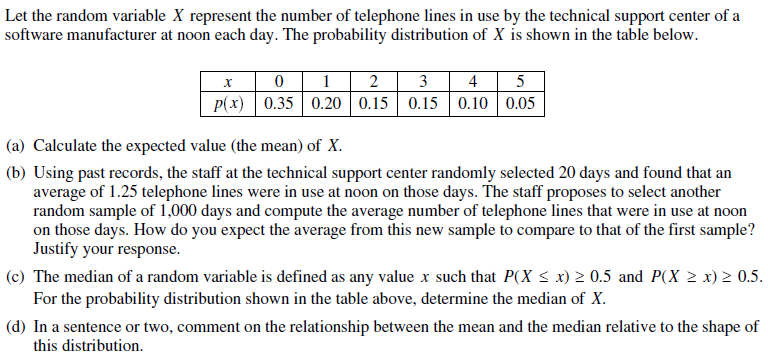 Let the random variable X represent the number of telephone lines in use by the technical support center of a
software manufacturer at noon each day. The probability distribution of X is shown in the table below.
x 0 1 2 3 4 5
p(x) 0.35 0.20 0.15 0.15 0.10 0.05
(a) Calculate the expected value (the mean) of X.
(b) Using past records, the staff at the technical support center randomly selected 20 days and found that an
average of 1.25 telephone lines were in use at noon on those days. The staff proposes to select another
random sample of 1,000 days and compute the average number of telephone lines that were in use at noon
on those days. How do you expect the average from this new sample to compare to that of the first sample?
Justify your response.
(c) The median of a random variable is defined as any value x such that P(X ≤ x) ≥ 0.5 and P(X ≥ x) ≥ 0.5.
For the probability distribution shown in the table above, determine the median of X.
(d) In a sentence or two, comment on the relationship between the mean and the median relative to the shape of
this distribution.